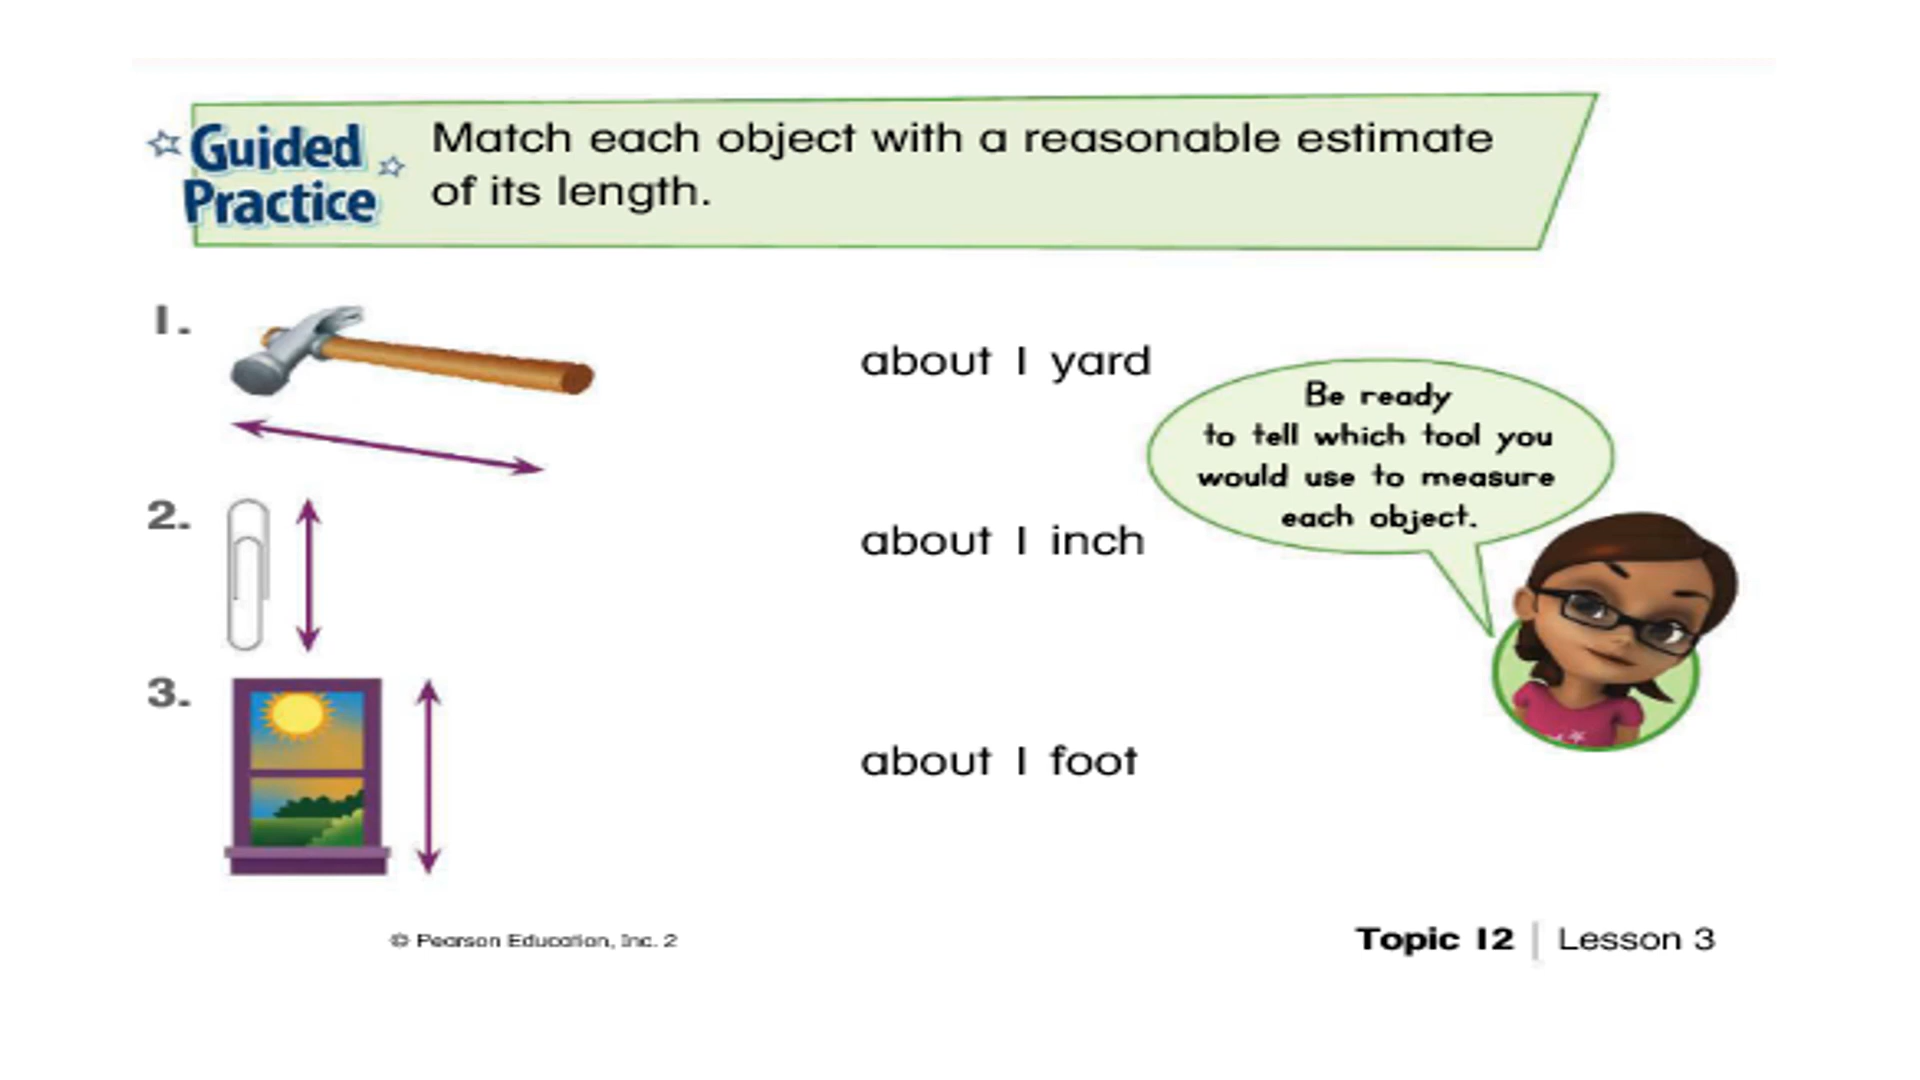 Guided
Practice
Match each object with a reasonable estimate
of its length.
1.
about 1 yard
Be ready
to tell which tool you
would use to measure
each object.
2.
about 1 inch
3.
about 1 foot
© Pearson Education, Inc. 2
Topic 12 | Lesson 3